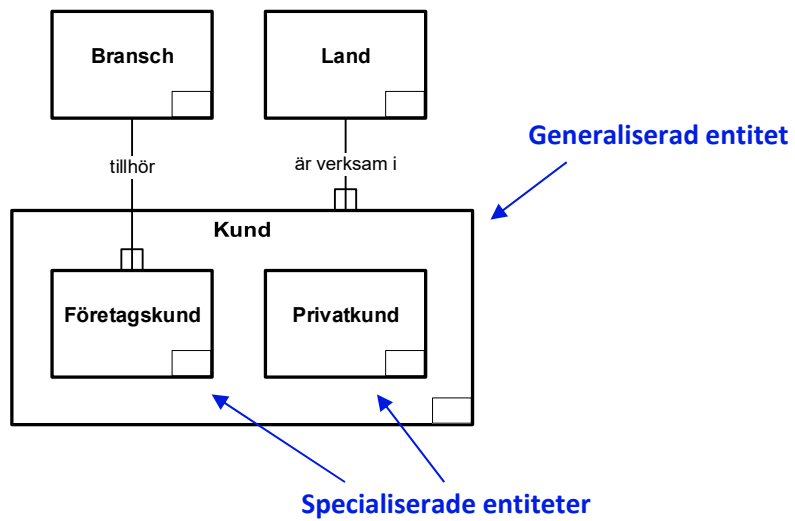 Bransch
Land
Generaliserad entitet
tillhör
är verksam i
Kund
Företagskund
Privatkund
Specialiserade entiteter